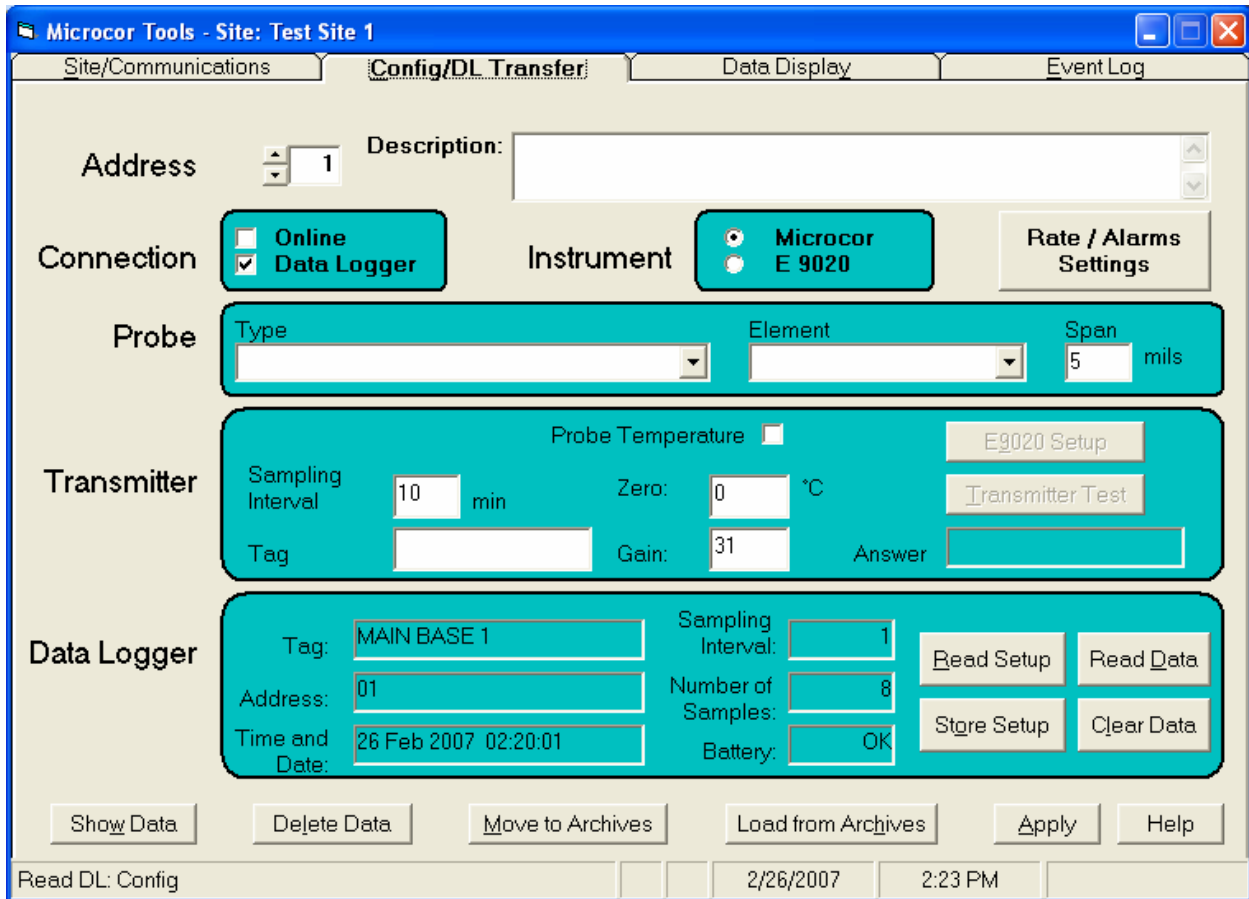 Microcor Tools - Site: Test Site 1
Site/Communications
Config/DL Transfer
Data Display
Event Log
Address
1
Description:
Connection
Online
Data Logger
Instrument
Microcor
E 9020
Rate / Alarms
Settings
Probe
Type
Element
Span
5
mils
Transmitter
Probe Temperature
E9020 Setup
Sampling
Interval
10
min
Zero:
0
°C
Transmitter Test
Tag
Gain:
31
Answer
Data Logger
Tag:
MAIN BASE 1
Sampling
Interval:
1
Read Setup
Read Data
Address:
01
Number of
Samples:
8
Store Setup
Clear Data
Time and
Date:
26 Feb 2007 02:20:01
Battery:
OK
Show Data
Delete Data
Move to Archives
Load from Archives
Apply
Help
Read DL: Config
2/26/2007
2:23 PM